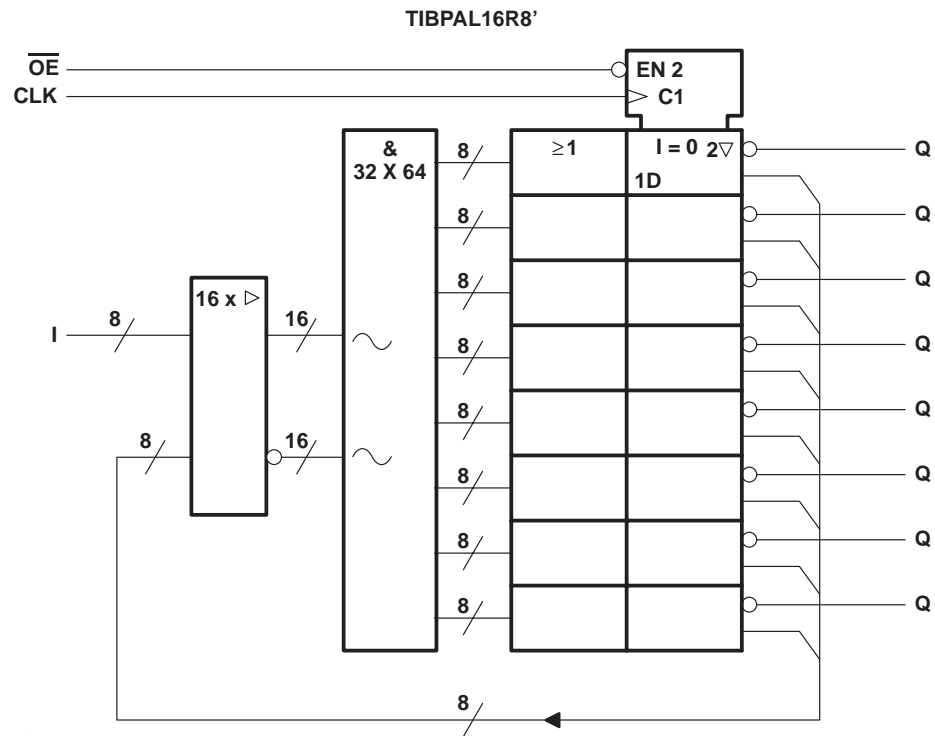 TIBPAL16R8’
OE
EN 2
CLK
C1
&
32 X 64
8
≥1
I = 0 2▽
Q
1D
8
Q
16 x ▷
8
Q
I
8
16
8
Q
8
16
8
Q
8
Q
8
Q
8
Q
8